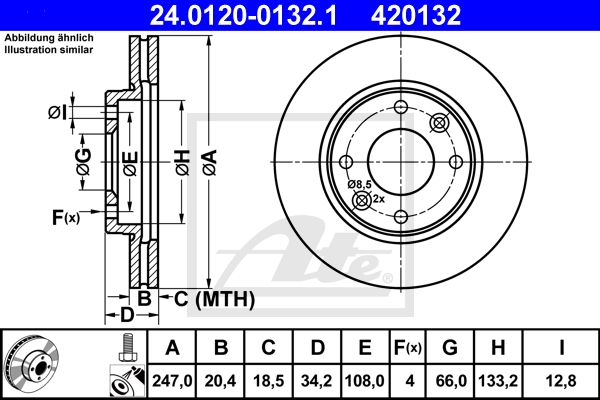 24.0120-0132.1 420132
Abbildung ähnlich
Illustration similar
ØI
ØG
ØE
ØH
ØA
F(x)
B
C (MTH)
D
Ø8,5
2x
Ate
A B C D E F(x) G H I
247,0 20,4 18,5 34,2 108,0 4 66,0 133,2 12,8